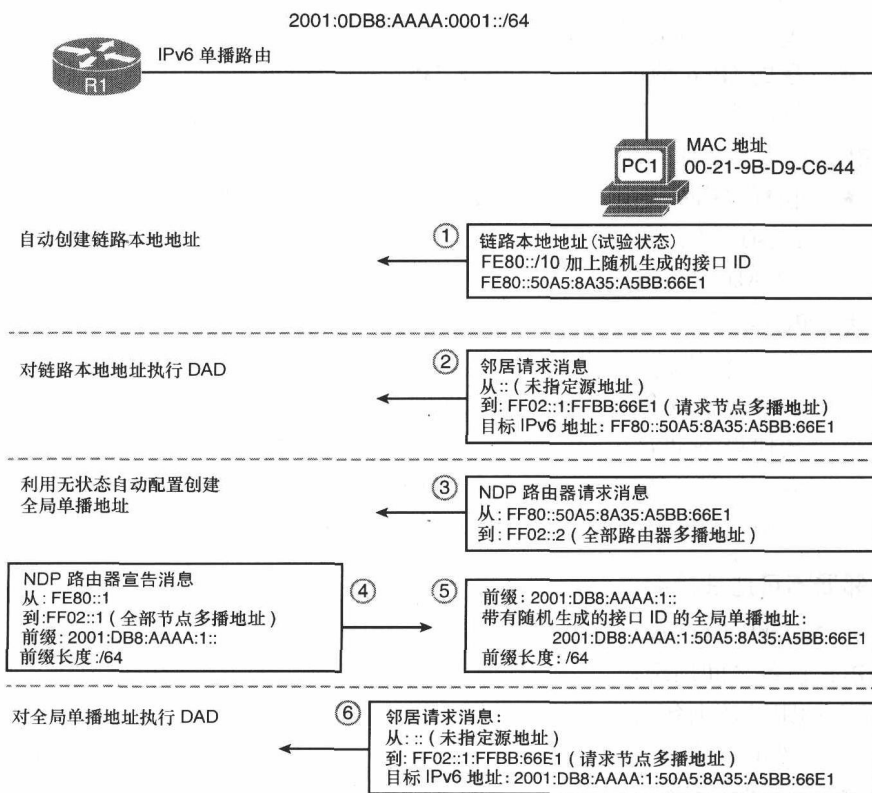 2001:0DB8:AAAA:0001::/64
IPv6 单播路由
R1
MAC 地址
PC1
00-21-9B-D9-C6-44
自动创建链路本地地址
①
链路本地地址(试验状态)
FE80::/10 加上随机生成的接口 ID
FE80::50A5:8A35:A5BB:66E1
对链路本地地址执行 DAD
②
邻居请求消息
从::(未指定源地址)
到: FF02::1:FFBB:66E1(请求节点多播地址)
目标 IPv6 地址: FF80::50A5:8A35:A5BB:66E1
利用无状态自动配置创建
全局单播地址
③
NDP 路由器请求消息
从: FF80::50A5:8A35:A5BB:66E1
到: FF02::2(全部路由器多播地址)
NDP 路由器宣告消息
从: FE80::1
到:FF02::1(全部节点多播地址)
前缀: 2001:DB8:AAAA:1::
前缀长度:/64
④
⑤
前缀: 2001:DB8:AAAA:1::
带有随机生成的接口 ID 的全局单播地址:
2001:DB8:AAAA:1:50A5:8A35:A5BB:66E1
前缀长度: /64
对全局单播地址执行 DAD
⑥
邻居请求消息:
从: ::(未指定源地址)
到: FF02::1:FFBB:66E1(请求节点多播地址)
目标 IPv6 地址: 2001:DB8:AAAA:1:50A5:8A35:A5BB:66E1